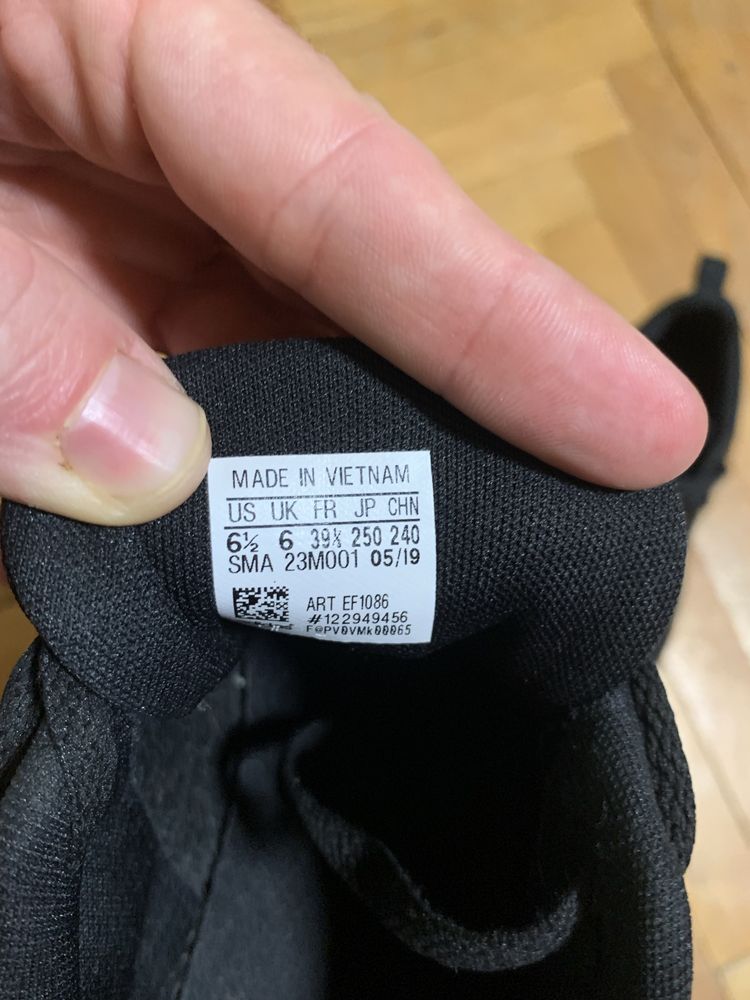 MADE IN VIETNAM
US UK FR JP CHN
6½ 6 39⅓ 250 240
SMA 23M001 05/19
ART EF1086
#122949456
F@PV0VMk00065